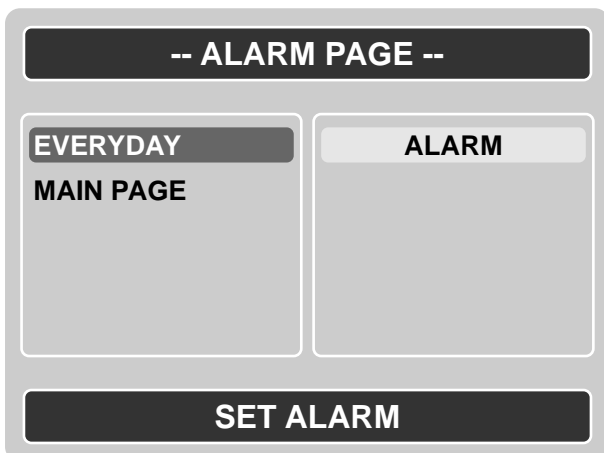 -- ALARM PAGE --
EVERYDAY
MAIN PAGE
ALARM
SET ALARM